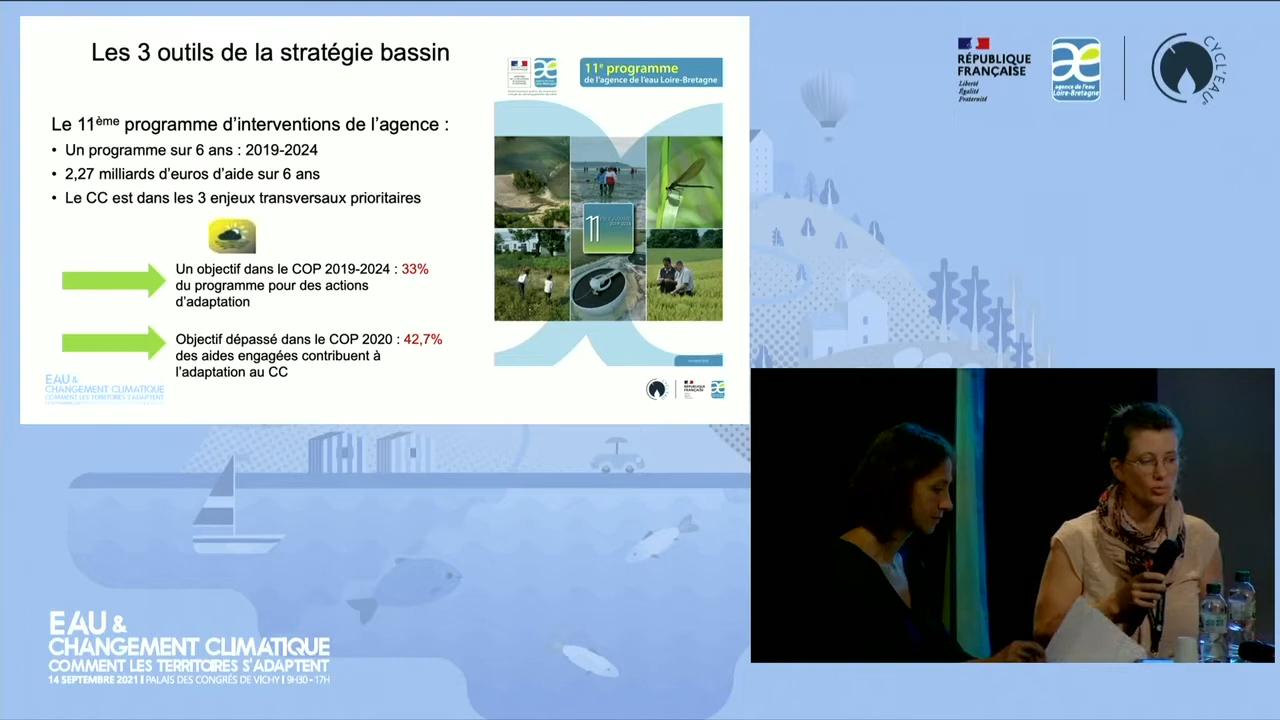 Les 3 outils de la stratégie bassin
Le 11ème programme d'interventions de l'agence :
• Un programme sur 6 ans : 2019-2024
• 2,27 milliards d'euros d'aide sur 6 ans
• Le CC est dans les 3 enjeux transversaux prioritaires
Un objectif dans le COP 2019-2024 : 33%
du programme pour des actions
d'adaptation
Objectif dépassé dans le COP 2020 : 42,7%
des aides engagées contribuent à
l'adaptation au CC
EAU &
CHANGEMENT CLIMATIQUE
COMMENT LES TERRITOIRES S'ADAPTENT
11e programme
de l'agence de l'eau Loire-Bretagne
11
RÉPUBLIQUE
FRANÇAISE
Liberté
Égalité
Fraternité
agence de l'eau
Loire-Bretagne
CYCL'EAU
EAU &
CHANGEMENT CLIMATIQUE
COMMENT LES TERRITOIRES S'ADAPTENT
14 SEPTEMBRE 2021 | PALAIS DES CONGRÈS DE VICHY | 9H30 - 17H